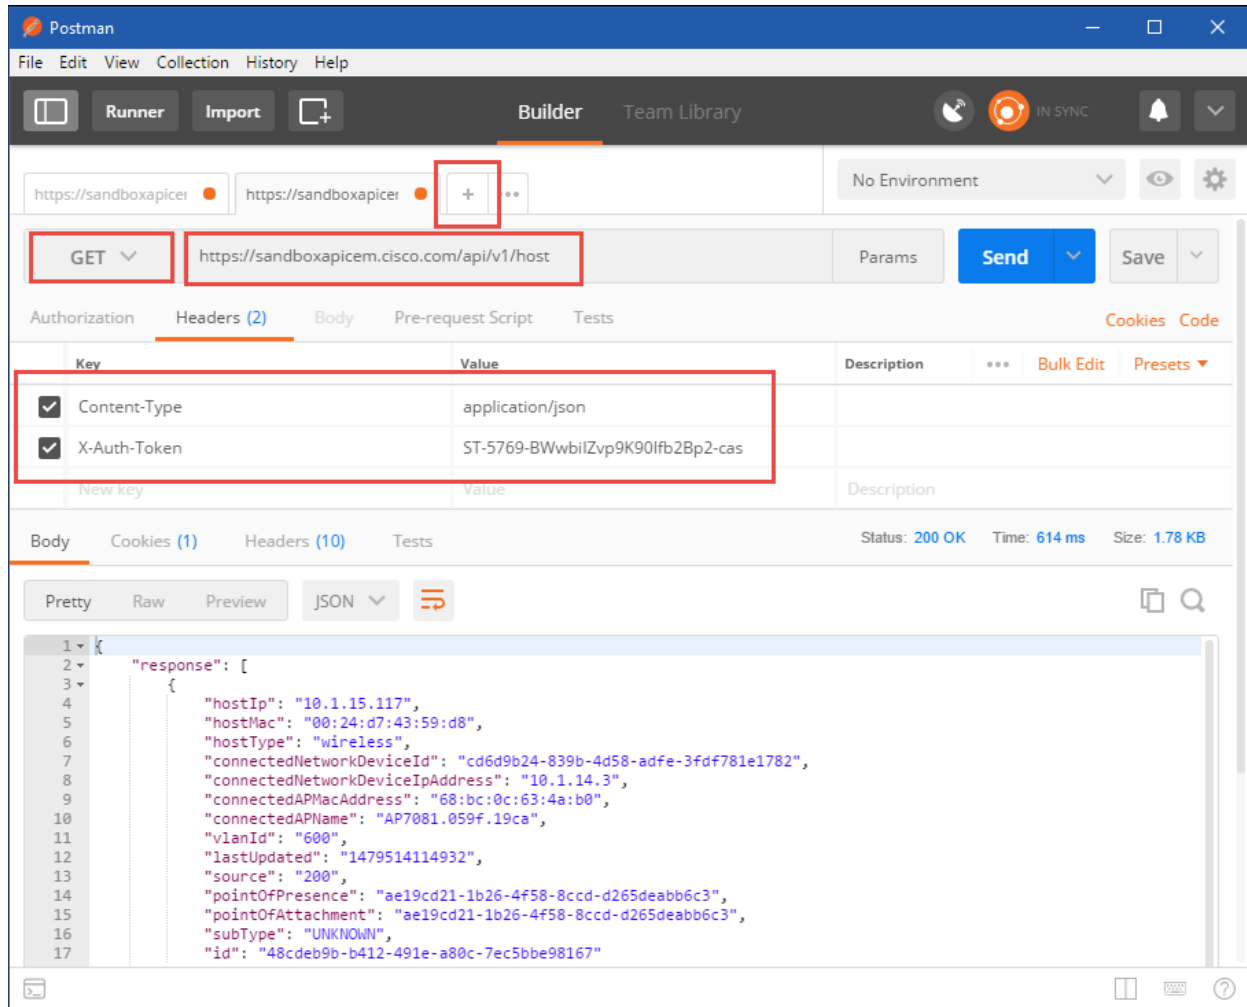 Postman
File Edit View Collection History Help
Runner Import Builder Team Library IN SYNC
https://sandboxapicer https://sandboxapicer + No Environment
GET https://sandboxapicem.cisco.com/api/v1/host Params Send Save
Authorization Headers (2) Body Pre-request Script Tests Cookies Code
Key Value Description Bulk Edit Presets
Content-Type application/json
X-Auth-Token ST-5769-BWwbiIZvp9K90Ifb2Bp2-cas
New key Value Description
Body Cookies (1) Headers (10) Tests Status: 200 OK Time: 614 ms Size: 1.78 KB
Pretty Raw Preview JSON
1 {
2 "response": [
3 {
4 "hostIp": "10.1.15.117",
5 "hostMac": "00:24:d7:43:59:d8",
6 "hostType": "wireless",
7 "connectedNetworkDeviceId": "cd6d9b24-839b-4d58-adfe-3fdf781e1782",
8 "connectedNetworkDeviceIpAddress": "10.1.14.3",
9 "connectedAPMacAddress": "68:bc:0c:63:4a:b0",
10 "connectedAPName": "AP7081.059f.19ca",
11 "vlanId": "600",
12 "lastUpdated": "1479514114932",
13 "source": "200",
14 "pointOfPresence": "ae19cd21-1b26-4f58-8ccd-d265deabb6c3",
15 "pointOfAttachment": "ae19cd21-1b26-4f58-8ccd-d265deabb6c3",
16 "subType": "UNKNOWN",
17 "id": "48cdeb9b-b412-491e-a80c-7ec5bbe98167"